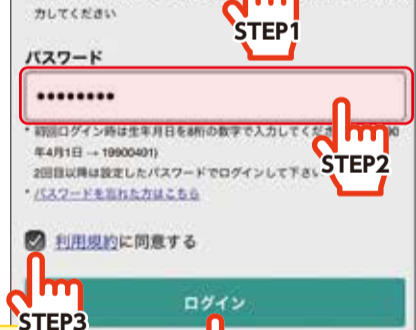 力してください
STEP1
パスワード
••••••••
* 初回ログイン時は生年月日を8桁の数字で入力してくださ
年4月1日 → 19900401)
2回目以降は設定したパスワードでログインして下さい
STEP2
* パスワードを忘れた方はこちら
利用規約に同意する
ログイン
STEP3